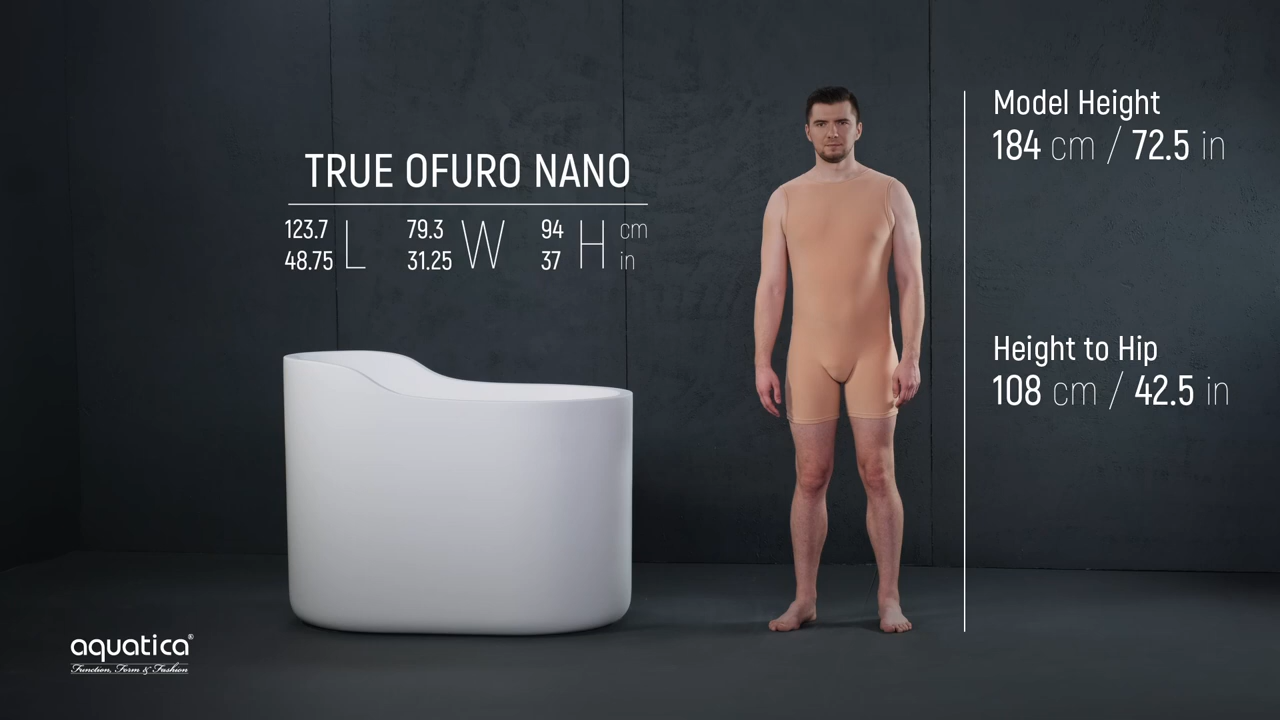 TRUE OFURO NANO
123.7 L 79.3 W 94 H cm
48.75 31.25 37 in
Model Height
184 cm / 72.5 in
Height to Hip
108 cm / 42.5 in
aquatica®
Function, Form & Fashion